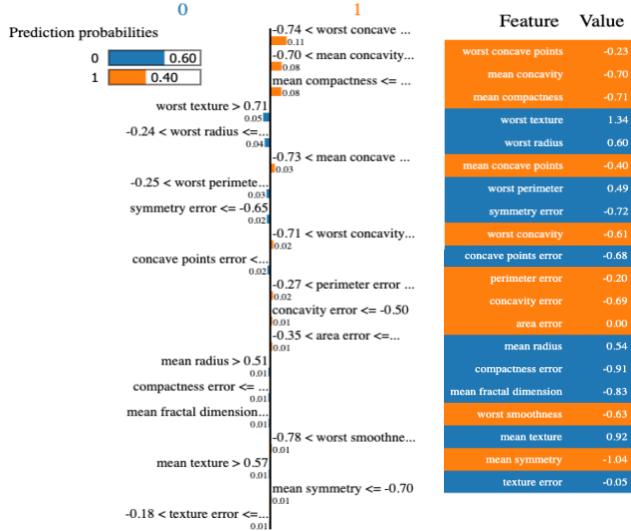 0
1
Prediction probabilities
0 0.60
1 0.40
-0.74 < worst concave ...
0.11
-0.70 < mean concavity...
0.08
mean compactness <= ...
0.08
worst texture > 0.71
0.05
-0.24 < worst radius <=...
0.04
-0.73 < mean concave ...
0.03
-0.25 < worst perimete...
0.03
symmetry error <= -0.65
0.02
-0.71 < worst concavity...
0.02
concave points error <...
0.02
-0.27 < perimeter error ...
0.02
concavity error <= -0.50
0.01
-0.35 < area error <=...
0.01
mean radius > 0.51
0.01
compactness error <= ...
0.01
mean fractal dimension...
0.01
-0.78 < worst smoothne...
0.01
mean texture > 0.57
0.01
mean symmetry <= -0.70
0.01
-0.18 < texture error <=...
0.01
Feature Value
worst concave points -0.23
mean concavity -0.70
mean compactness -0.71
worst texture 1.34
worst radius 0.60
mean concave points -0.40
worst perimeter 0.49
symmetry error -0.72
worst concavity -0.61
concave points error -0.68
perimeter error -0.20
concavity error -0.69
area error 0.00
mean radius 0.54
compactness error -0.91
mean fractal dimension -0.83
worst smoothness -0.63
mean texture 0.92
mean symmetry -1.04
texture error -0.05